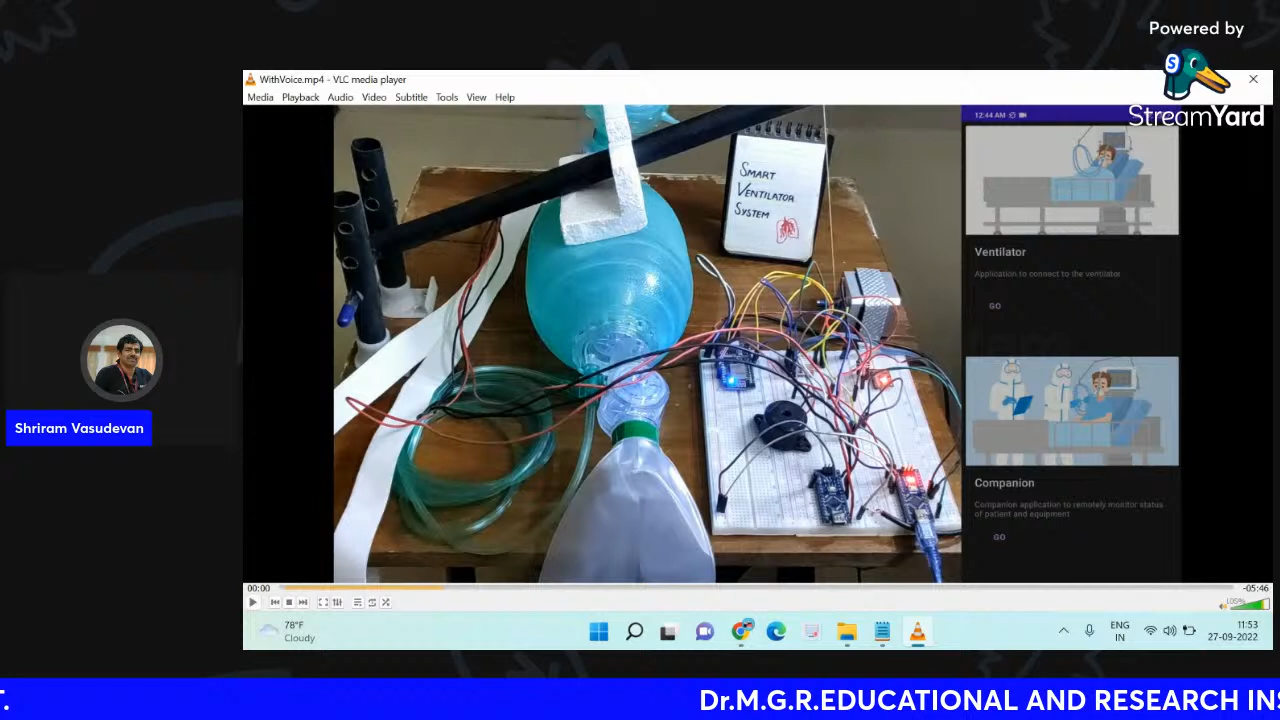 Powered by
StreamYard
WithVoice.mp4 - VLC media player
Media Playback Audio Video Subtitle Tools View Help
12:44 AM
SMART
VENTILATOR
SYSTEM
Ventilator
Application to connect to the ventilator
GO
Companion
Companion application to remotely monitor status
of patient and equipment
GO
Shriram Vasudevan
00:00
-05:46
105%
78°F
Cloudy
ENG
IN
11:53
27-09-2022
T.
Dr.M.G.R.EDUCATIONAL AND RESEARCH INS